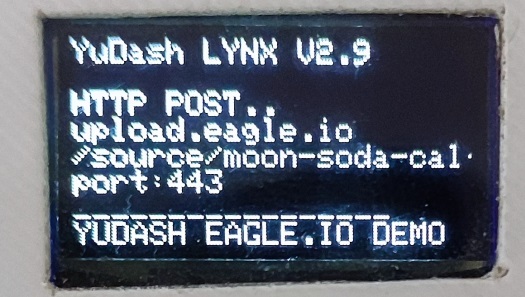 YuDash LYNX V2.9
HTTP POST..
upload.eagle.io
/source/moon-soda-cal
port:443
YUDASH EAGLE.IO DEMO